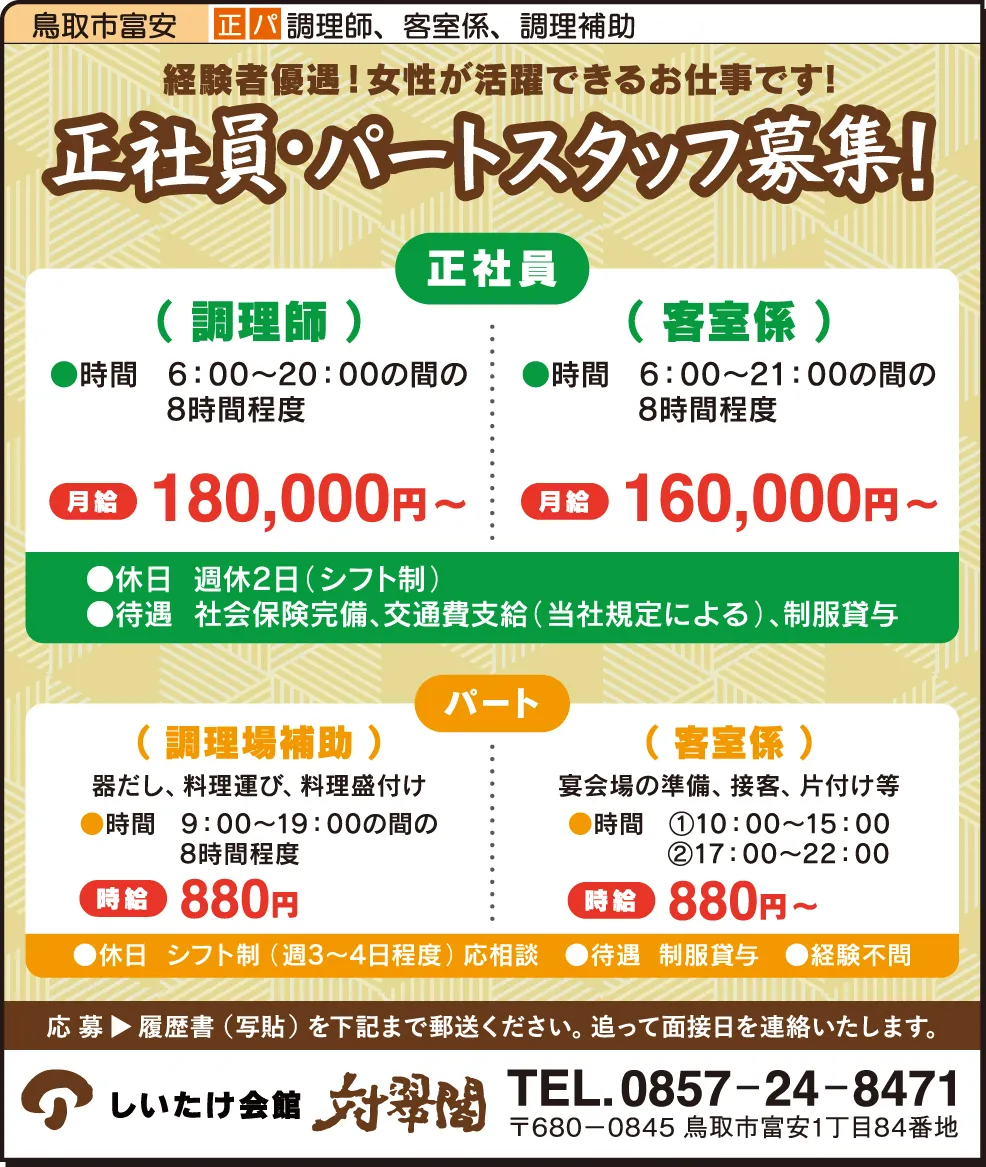 鳥取市富安 正 パ 調理師、客室係、調理補助
経験者優遇！女性が活躍できるお仕事です！
正社員・パートスタッフ募集！
正社員
（ 調理師 ）
●時間 6：00～20：00の間の
8時間程度
月給 180,000円～
（ 客室係 ）
●時間 6：00～21：00の間の
8時間程度
月給 160,000円～
●休日 週休2日（シフト制）
●待遇 社会保険完備、交通費支給（当社規定による）、制服貸与
パート
（ 調理場補助 ）
器だし、料理運び、料理盛付け
●時間 9：00～19：00の間の
8時間程度
時給 880円
（ 客室係 ）
宴会場の準備、接客、片付け等
●時間 ①10：00～15：00
②17：00～22：00
時給 880円～
●休日 シフト制（週3～4日程度）応相談 ●待遇 制服貸与 ●経験不問
応募▶履歴書（写貼）を下記まで郵送ください。追って面接日を連絡いたします。
しいたけ会館 対翠閣
TEL.0857−24−8471
〒680−0845 鳥取市富安1丁目84番地